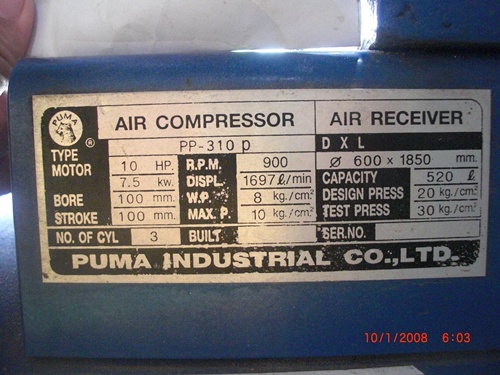 PUMA ®
AIR COMPRESSOR AIR RECEIVER
TYPE PP-310 P D X L
MOTOR 10 HP. R.P.M. 900 Ø 600 x 1850 mm.
7.5 kw. DISPL. 1697 ℓ/min CAPACITY 520 ℓ
BORE 100 mm. W.P. 8 kg./cm² DESIGN PRESS 20 kg./cm²
STROKE 100 mm. MAX. P. 10 kg./cm² TEST PRESS 30 kg./cm²
NO. OF CYL 3 BUILT SER.NO.
PUMA INDUSTRIAL CO.,LTD.
10/1/2008 6:03